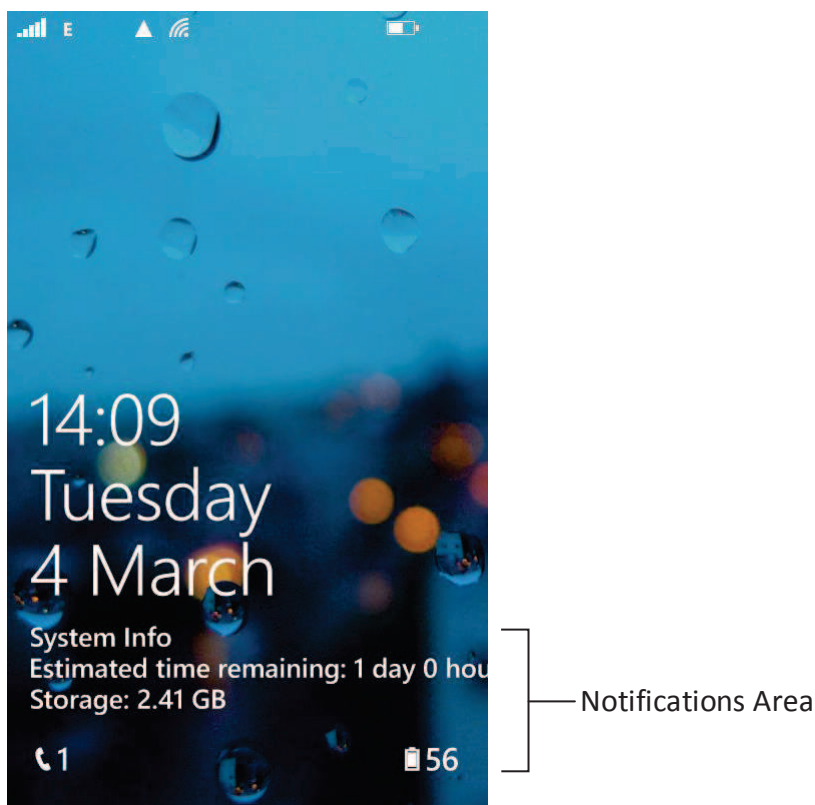 E
14:09
Tuesday
4 March
System Info
Estimated time remaining: 1 day 0 hou
Storage: 2.41 GB
1
56
Notifications Area